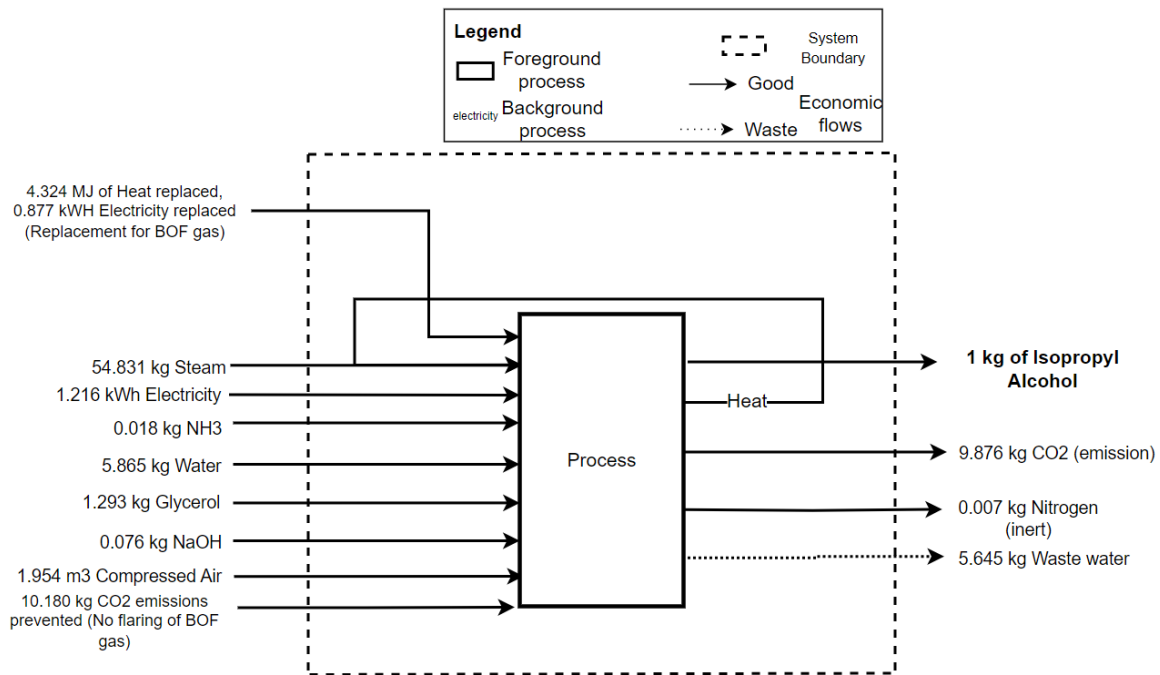 Legend
Foreground
process
electricity
Background
process
System
Boundary
Good
Waste
Economic
flows
4.324 MJ of Heat replaced,
0.877 kWH Electricity replaced
(Replacement for BOF gas)
54.831 kg Steam
1.216 kWh Electricity
0.018 kg NH3
5.865 kg Water
1.293 kg Glycerol
0.076 kg NaOH
1.954 m3 Compressed Air
10.180 kg CO2 emissions
prevented (No flaring of BOF
gas)
Process
Heat
1 kg of Isopropyl
Alcohol
9.876 kg CO2 (emission)
0.007 kg Nitrogen
(inert)
5.645 kg Waste water